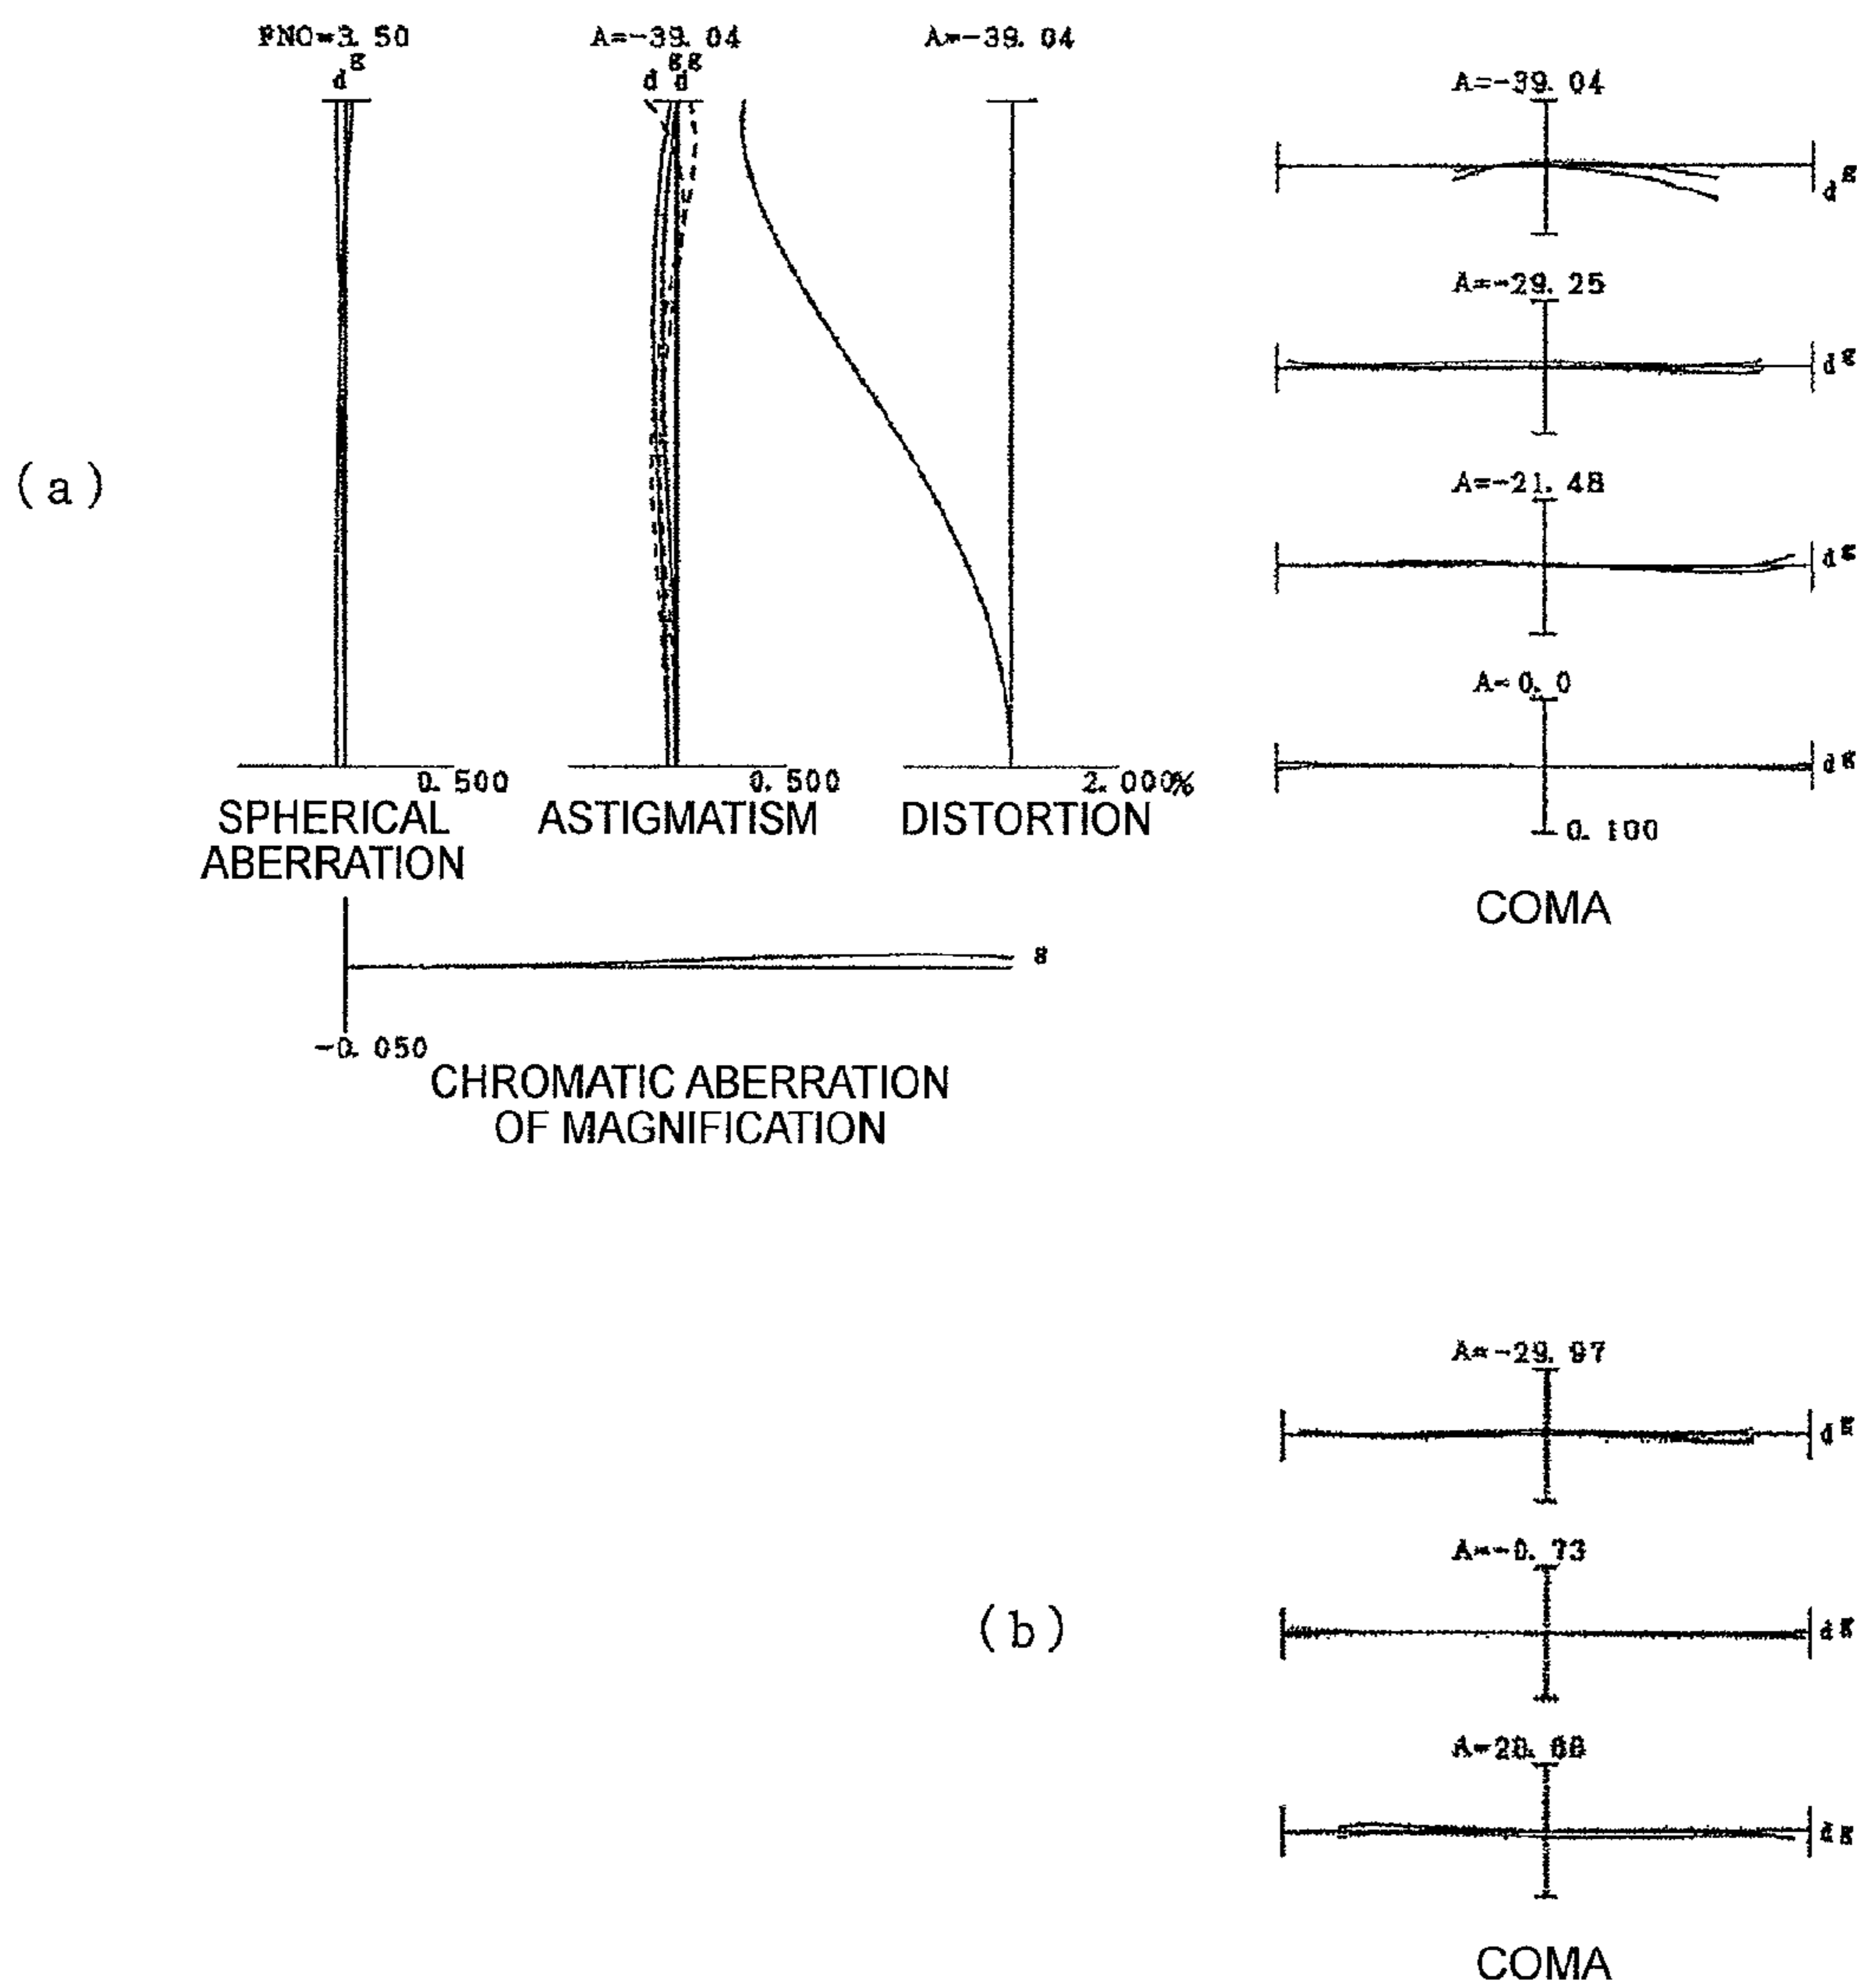 FNO=3.50
d g
A=-39.04
d g d g
A=-39.04
(a)
0.500
SPHERICAL
ABERRATION
0.500
ASTIGMATISM
2.000%
DISTORTION
g
-0.050
CHROMATIC ABERRATION
OF MAGNIFICATION
A=-39.04
d g
A=-29.25
d g
A=-21.48
d g
A=0.0
d g
0.100
COMA
(b)
A=-29.97
d g
A=-0.73
d g
d g
COMA